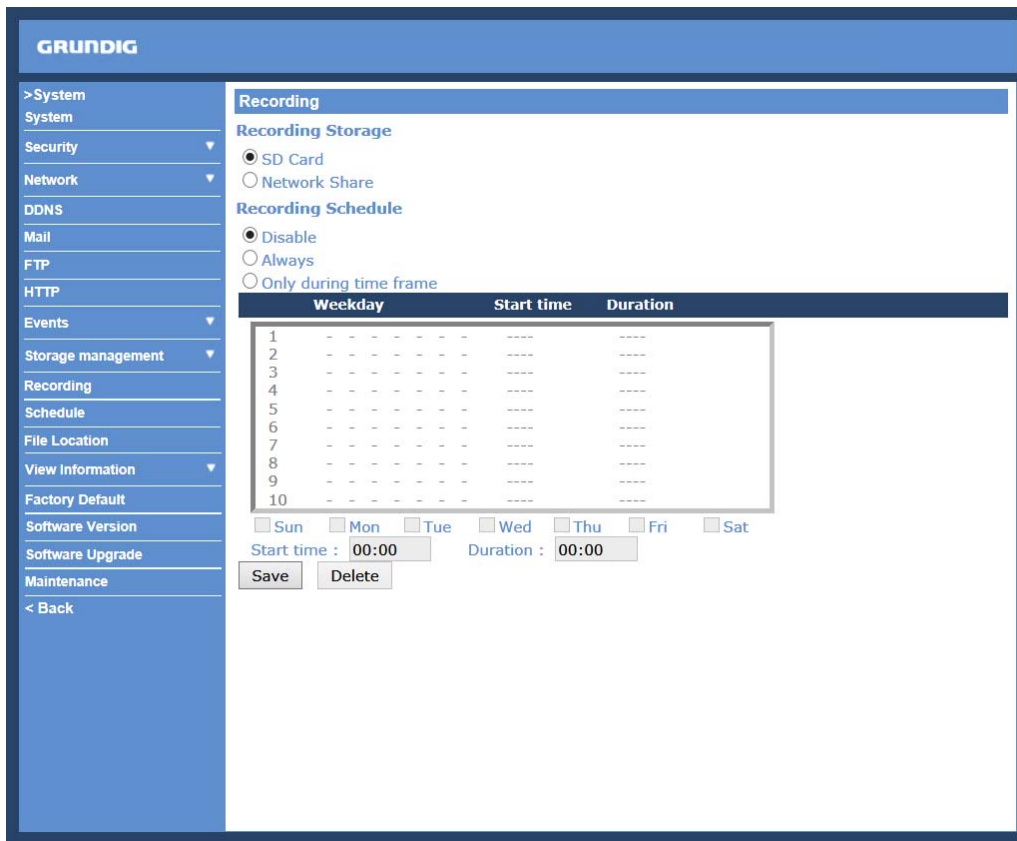 GRUNDIG
>System
System
Security
Network
DDNS
Mail
FTP
HTTP
Events
Storage management
Recording
Schedule
File Location
View Information
Factory Default
Software Version
Software Upgrade
Maintenance
< Back
Recording
Recording Storage
SD Card
Network Share
Recording Schedule
Disable
Always
Only during time frame
Weekday Start time Duration
1 - - - - - - - ---- ----
2 - - - - - - - ---- ----
3 - - - - - - - ---- ----
4 - - - - - - - ---- ----
5 - - - - - - - ---- ----
6 - - - - - - - ---- ----
7 - - - - - - - ---- ----
8 - - - - - - - ---- ----
9 - - - - - - - ---- ----
10 - - - - - - - ---- ----
Sun Mon Tue Wed Thu Fri Sat
Start time : 00:00 Duration : 00:00
Save Delete